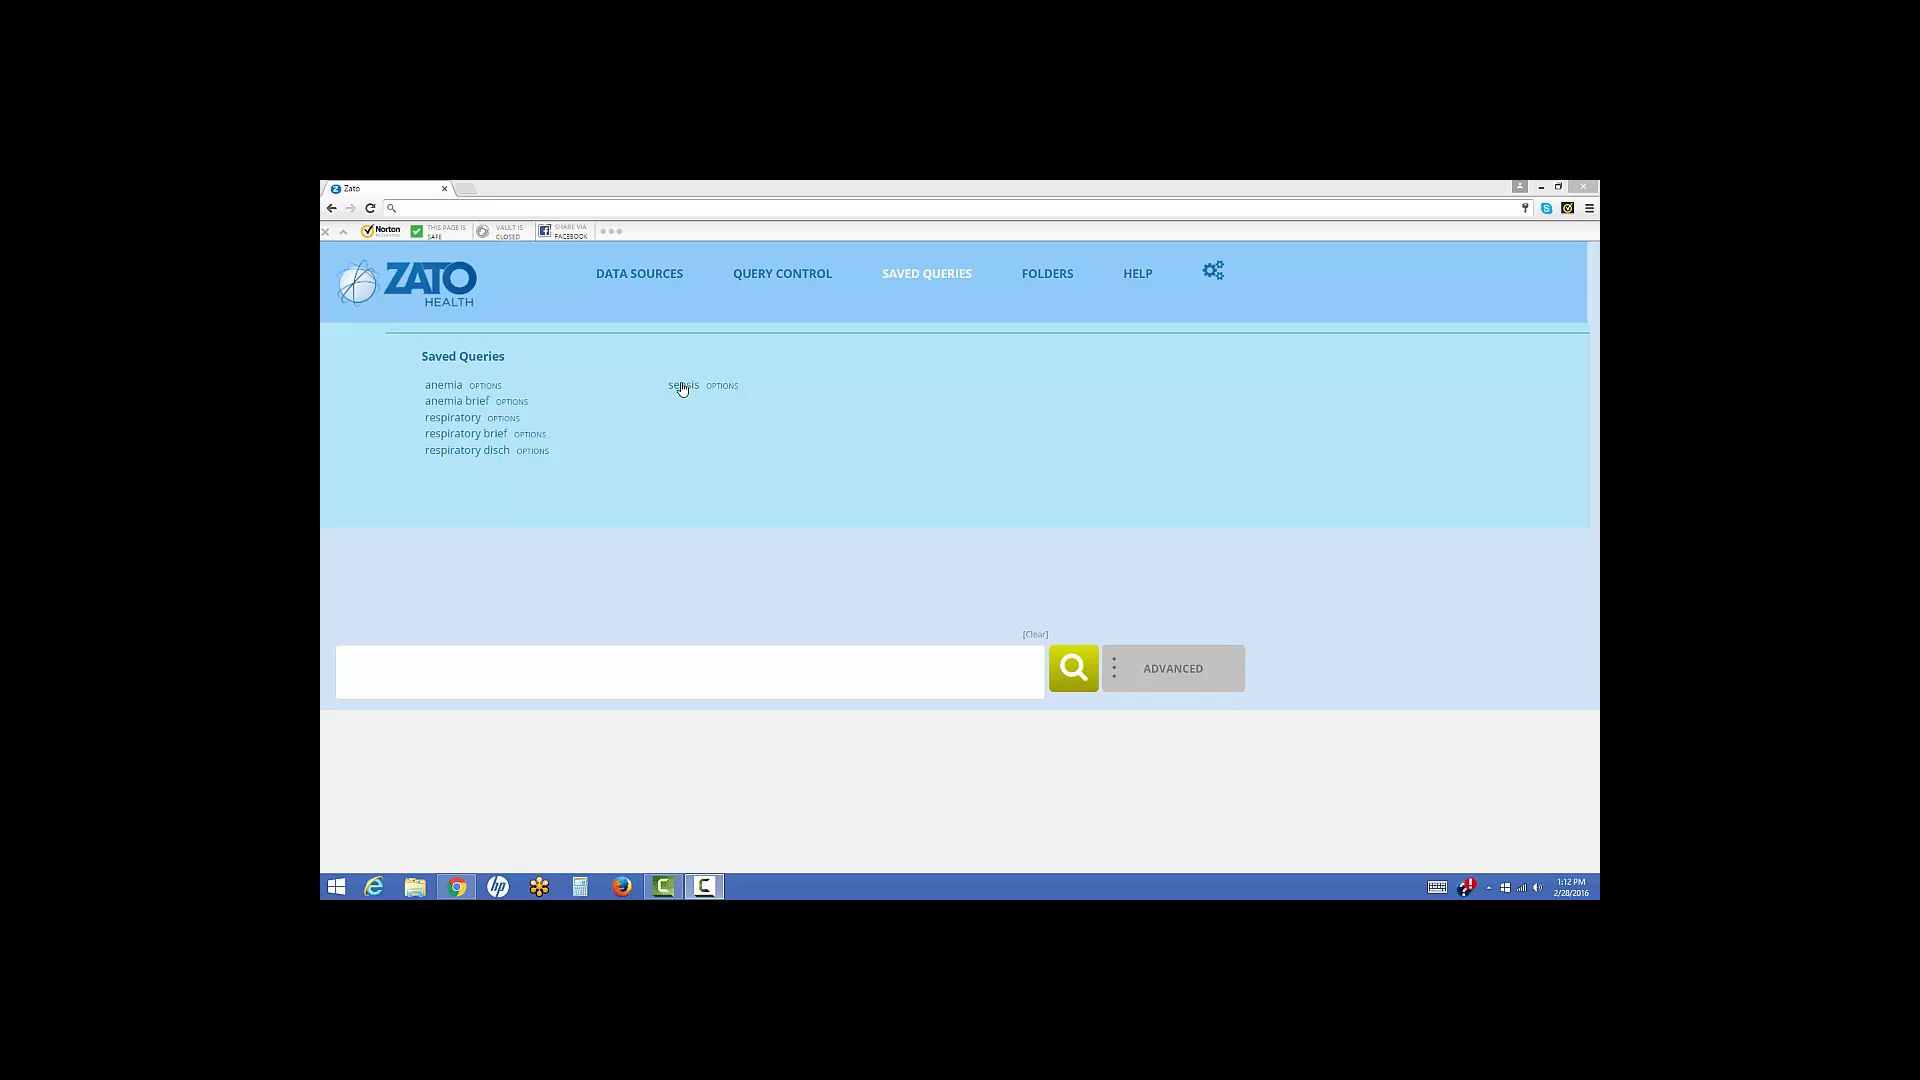 Zato
Norton
THIS PAGE IS
SAFE
VAULT IS
CLOSED
SHARE VIA
FACEBOOK
ZATO
HEALTH
DATA SOURCES QUERY CONTROL SAVED QUERIES FOLDERS HELP
Saved Queries
anemia OPTIONS
anemia brief OPTIONS
respiratory OPTIONS
respiratory brief OPTIONS
respiratory disch OPTIONS
sepsis OPTIONS
[Clear]
ADVANCED
1:12 PM
2/28/2016